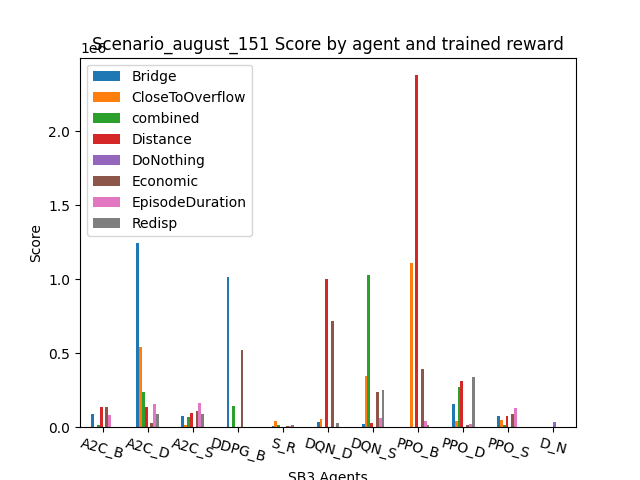 Scenario_august_151 Score by agent and trained reward
1e6
Bridge
CloseToOverflow
combined
Distance
DoNothing
Economic
EpisodeDuration
Redisp
Score
2.0
1.5
1.0
0.5
0.0
A2C_B A2C_D A2C_S DDPG_B S_R DQN_D DQN_S PPO_B PPO_D PPO_S D_N
SB3 Agents